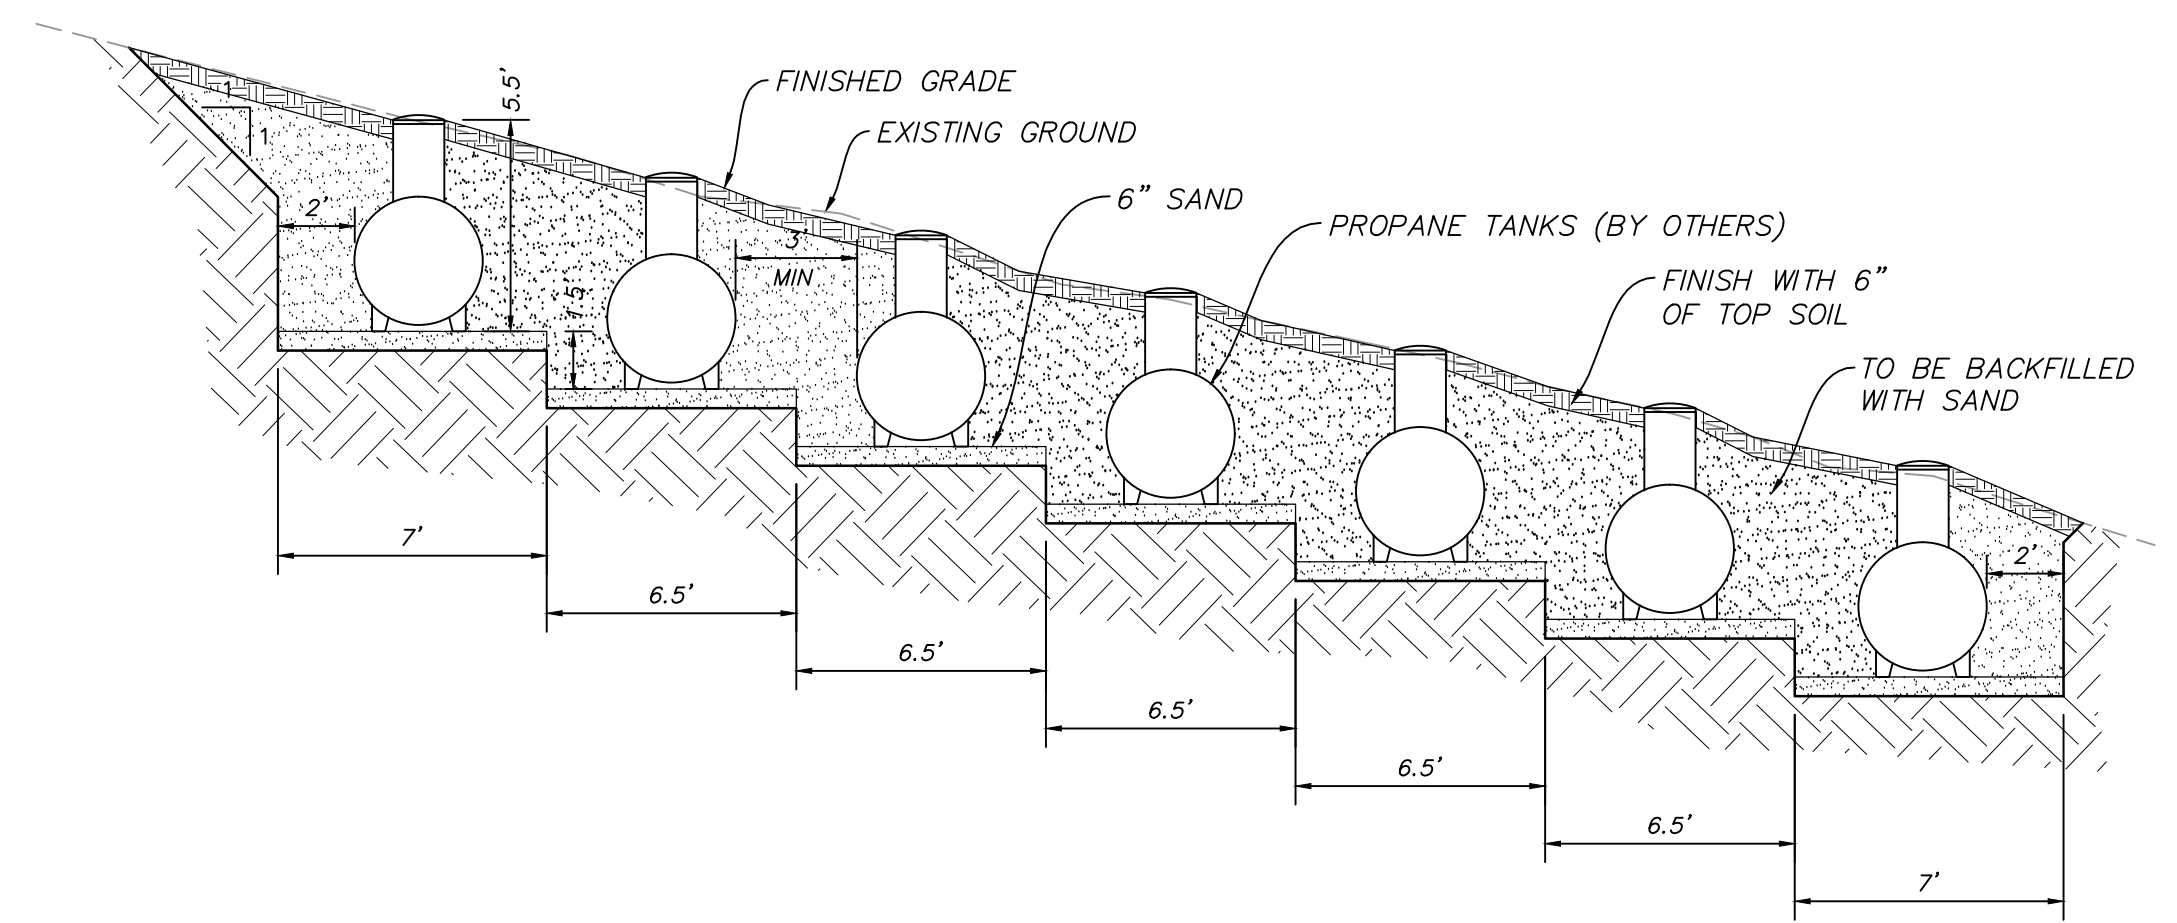 5.5’
FINISHED GRADE
1
1
EXISTING GROUND
6” SAND
2’
PROPANE TANKS (BY OTHERS)
3’
MIN
1.5’
FINISH WITH 6”
OF TOP SOIL
TO BE BACKFILLED
WITH SAND
7’
2’
6.5’
6.5’
6.5’
6.5’
6.5’
7’